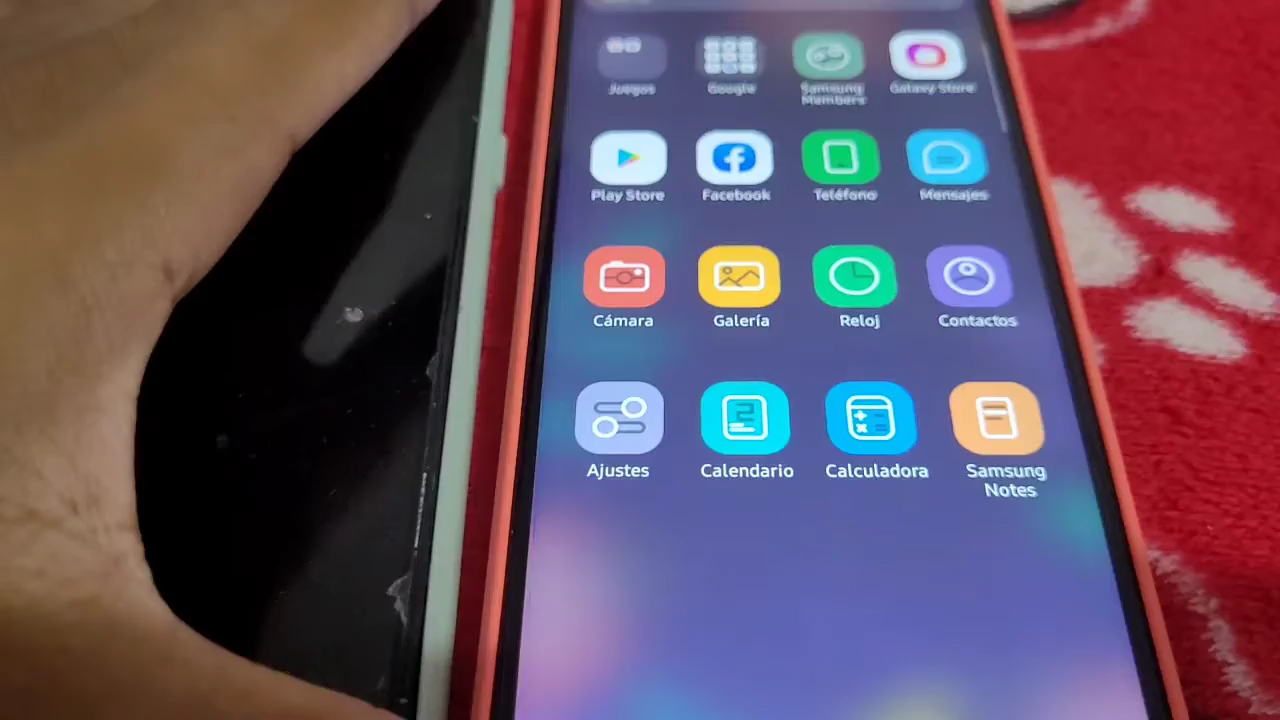 Juegos
Google
Samsung
Members
Galaxy Store
Play Store
Facebook
Teléfono
Mensajes
Cámara
Galería
Reloj
Contactos
2
Ajustes
Calendario
Calculadora
Samsung
Notes